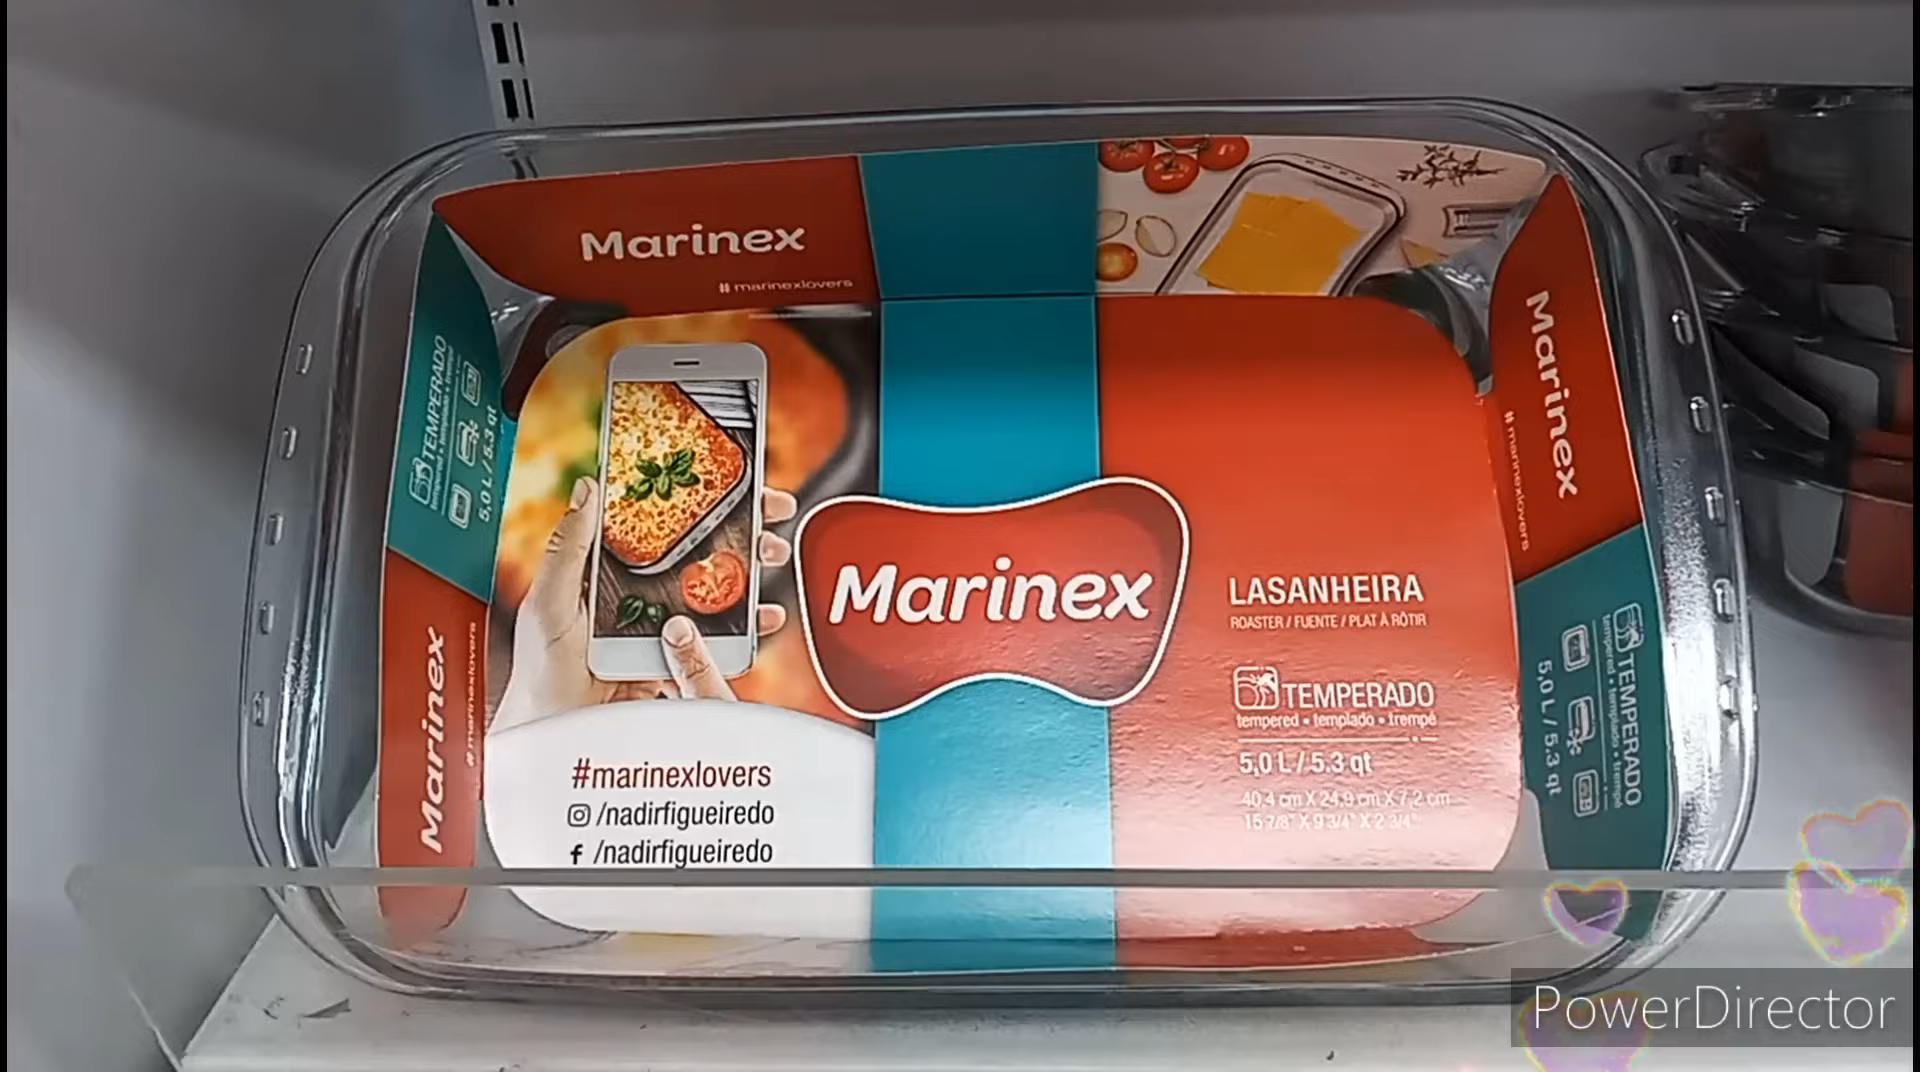 Marinex
# marinexlovers
TEMPERADO
tempered • templado • trempé
5,0 L / 5.3 qt
Marinex
# marinexlovers
Marinex
LASANHEIRA
ROASTER / FUENTE / PLAT À RÔTIR
TEMPERADO
tempered • templado • trempé
5,0 L / 5.3 qt
40,4 cm X 24,9 cm X 7,2 cm
15 7/8" X 9 3/4" X 2 3/4"
#marinexlovers
/nadirfigueiredo
f /nadirfigueiredo
Marinex
# marinexlovers
TEMPERADO
tempered • templado • trempé
5,0 L / 5.3 qt
PowerDirector